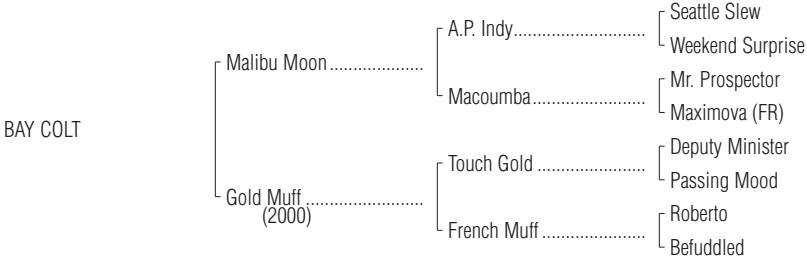 Seattle Slew
A.P. Indy..............................
Weekend Surprise
Malibu Moon.....................
Mr. Prospector
Macoumba..........................
Maximova (FR)
BAY COLT
Deputy Minister
Touch Gold ........................
Passing Mood
Gold Muff ..........................
(2000)
Roberto
French Muff .......................
Befuddled